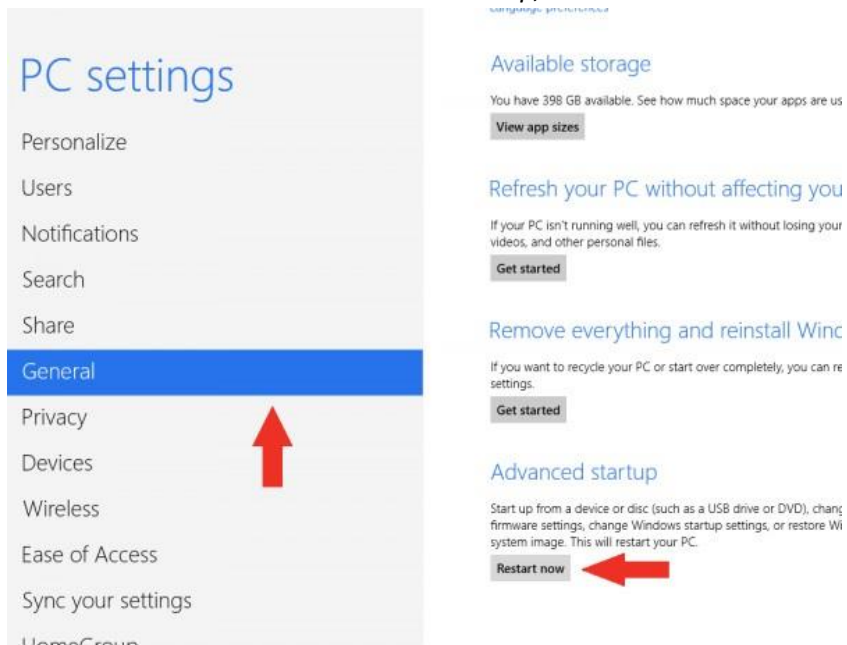 PC settings
Personalize
Users
Notifications
Search
Share
General
Privacy
Devices
Wireless
Ease of Access
Sync your settings
HomeGroup
Language preferences
Available storage
You have 398 GB available. See how much space your apps are us
View app sizes
Refresh your PC without affecting you
If your PC isn't running well, you can refresh it without losing your
videos, and other personal files.
Get started
Remove everything and reinstall Wind
If you want to recycle your PC or start over completely, you can re
settings.
Get started
Advanced startup
Start up from a device or disc (such as a USB drive or DVD), chang
firmware settings, change Windows startup settings, or restore Wi
system image. This will restart your PC.
Restart now